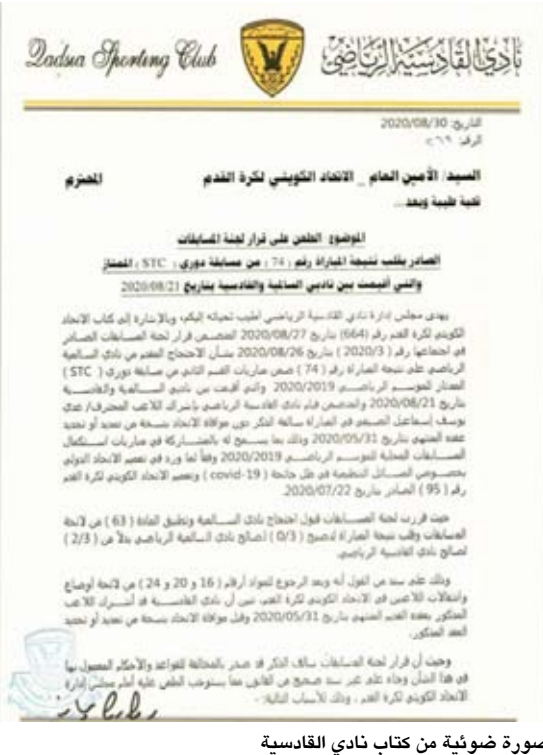 Qadsia Sporting Club
نادي القادسية الرياضي
التاريخ: 2020/08/30
الرقم: ٢٦٩
السيد/ الأمين العام _ الاتحاد الكويتي لكرة القدم المحترم
تحية طيبة وبعد...
الموضوع: الطعن على قرار لجنة المسابقات
الصادر بقلب نتيجة المباراة رقم ( 74 ) من مسابقة دوري ( STC ) الممتاز
والتي أقيمت بين ناديي السالمية والقادسية بتاريخ 2020/08/21
يهدي مجلس إدارة نادي القادسية الرياضي أطيب تحياته إليكم، وبالإشارة إلى كتاب الاتحاد
الكويتي لكرة القدم رقم (664) بتاريخ 2020/08/27 المتضمن قرار لجنة المسابقات الصادر
في اجتماعها رقم ( 2020/3 ) بتاريخ 2020/08/26 بشأن الاحتجاج المقدم من نادي السالمية
الرياضي على نتيجة المباراة رقم ( 74 ) ضمن مباريات القسم الثاني من مسابقة دوري ( STC )
الممتاز للموسم الرياضي 2020/2019 والتي أقيمت بين ناديي السالمية والقادسية
بتاريخ 2020/08/21 والمتضمن قيام نادي القادسية الرياضي بإشراك اللاعب المحترف/ عدي
يوسف إسماعيل الصيفي في المباراة سالفة الذكر دون موافاة الاتحاد بنسخة من تمديد أو تجديد
عقده المنتهي بتاريخ 2020/05/31 وذلك بما يسمح له بالمشاركة في مباريات استكمال
المسابقات المحلية للموسم الرياضي 2020/2019 وفقاً لما ورد في تعميم الاتحاد الدولي
بخصوص المسائل التنظيمية في ظل جائحة ( covid-19 ) وتعميم الاتحاد الكويتي لكرة القدم
رقم ( 95 ) الصادر بتاريخ 2020/07/22.
حيث قررت لجنة المسابقات قبول احتجاج نادي السالمية وتطبيق المادة ( 63 ) من لائحة
المسابقات وقلب نتيجة المباراة لتصبح ( 0/3 ) لصالح نادي السالمية الرياضي بدلاً من ( 2/3 )
لصالح نادي القادسية الرياضي.
وذلك على سند من القول أنه وبعد الرجوع للمواد أرقام ( 16 و 20 و 24 ) من لائحة أوضاع
وانتقالات اللاعبين في الاتحاد الكويتي لكرة القدم، تبين أن نادي القادسية قد أشرك اللاعب
المذكور بعقده القديم المنتهي بتاريخ 2020/05/31 وقبل موافاة الاتحاد بنسخة من تمديد أو تجديد
العقد المذكور.
وحيث أن قرار لجنة المسابقات سالف الذكر قد صدر بالمخالفة للقواعد والأحكام المعمول بها
في هذا الشأن وجاء على غير سند صحيح من القانون مما يستوجب الطعن عليه أمام مجلس إدارة
الاتحاد الكويتي لكرة القدم ، وذلك للأسباب التالية:-
صورة ضوئية من كتاب نادي القادسية